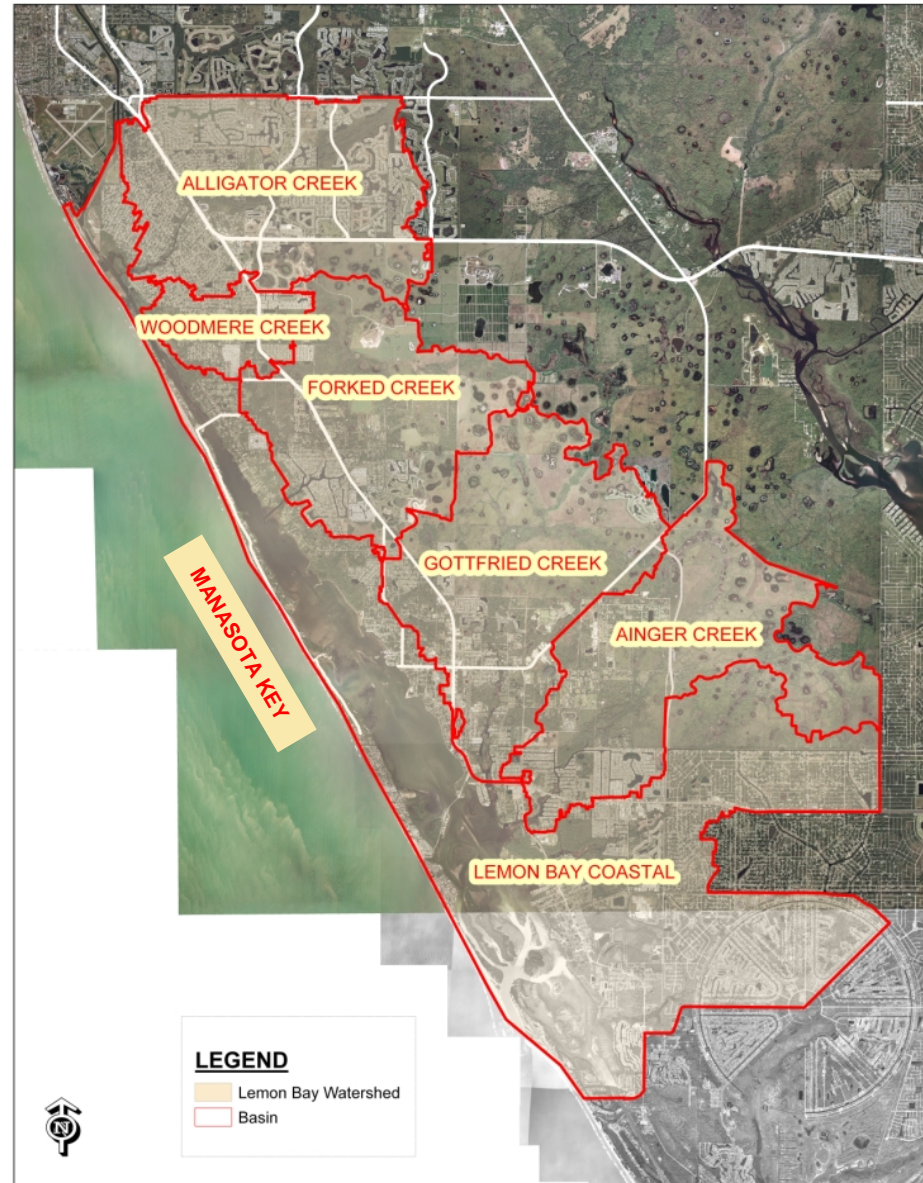 ALLIGATOR CREEK
WOODMERE CREEK
FORKED CREEK
GOTTFRIED CREEK
AINGER CREEK
MANASOTA KEY
LEMON BAY COASTAL
LEGEND
Lemon Bay Watershed
Basin
N